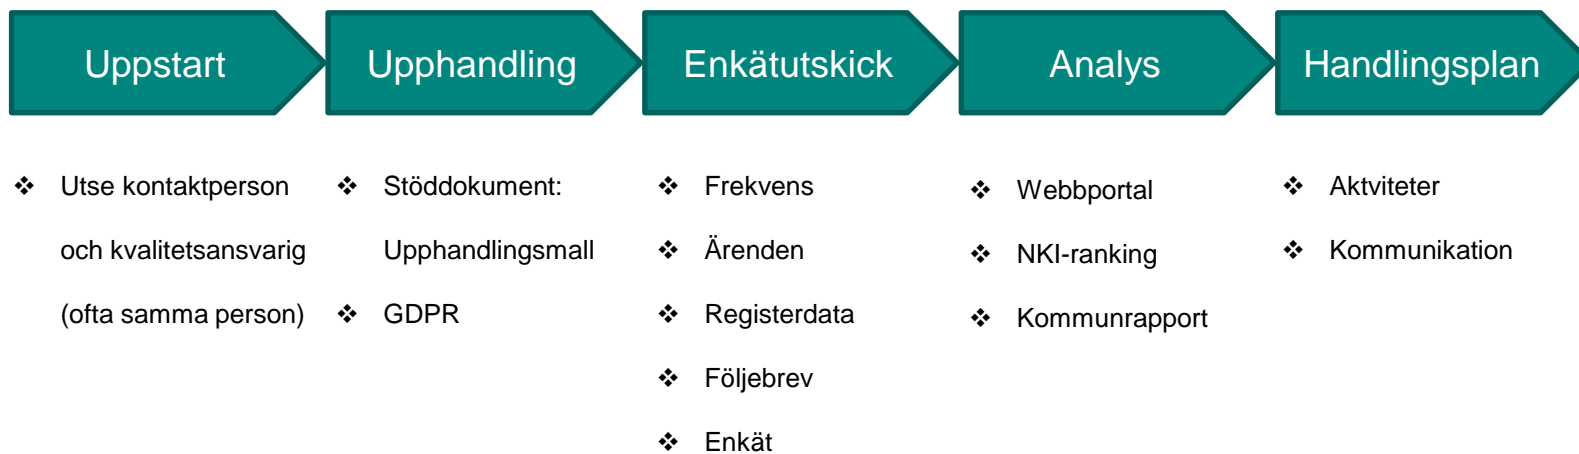 Uppstart
Upphandling
Enkätutskick
Analys
Handlingsplan
❖ Utse kontaktperson
och kvalitetsansvarig
(ofta samma person)
❖ Stöddokument:
Upphandlingsmall
❖ GDPR
❖ Frekvens
❖ Ärenden
❖ Registerdata
❖ Följebrev
❖ Enkät
❖ Webbportal
❖ NKI-ranking
❖ Kommunrapport
❖ Aktviteter
❖ Kommunikation